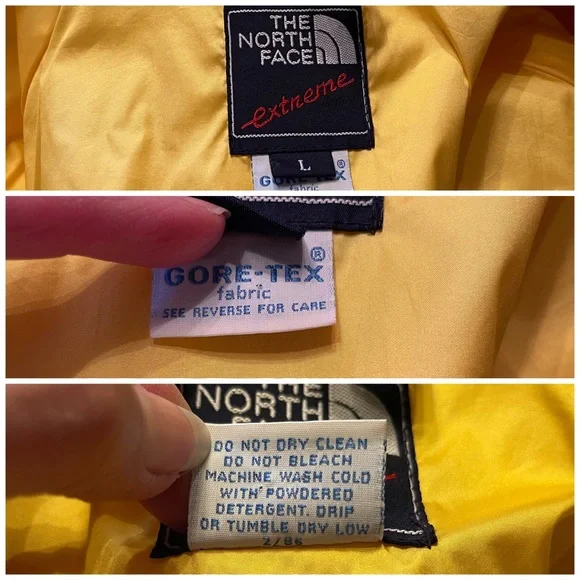 THE
NORTH
FACE
extreme
L
GORE-TEX ®
fabric
GORE-TEX ®
fabric
SEE REVERSE FOR CARE
THE
NORTH
DO NOT DRY CLEAN
DO NOT BLEACH
MACHINE WASH COLD
WITH POWDERED
DETERGENT. DRIP
OR TUMBLE DRY LOW
2/86